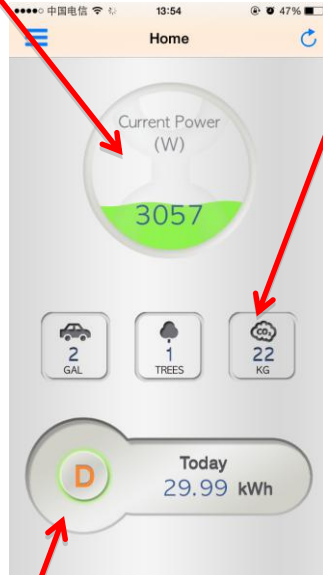 中国电信 13:54 47%
Home
Current Power
(W)
3057
2
GAL
1
TREES
CO₂
22
KG
D
Today
29.99 kWh